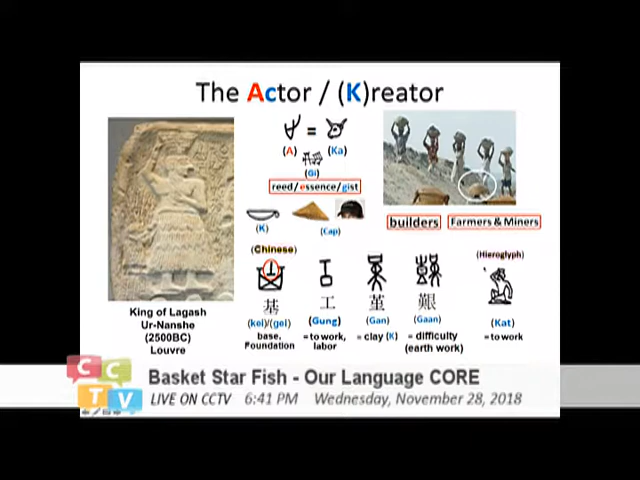 The Actor / (K)reator
=
(A)
(Ka)
(Gi)
reed/essence/gist
(K)
(Cap)
builders
Farmers & Miners
(Chinese)
(Hieroglyph)
基
工
堇
艱
(kei)/(gei)
(Gung)
(Gan)
(Gaan)
(Kat)
base,
Foundation
= to work,
labor
= clay (K)
= difficulty
(earth work)
= to work
King of Lagash
Ur-Nanshe
(2500BC)
Louvre
CCTV
Basket Star Fish - Our Language CORE
LIVE ON CCTV 6:41 PM Wednesday, November 28, 2018